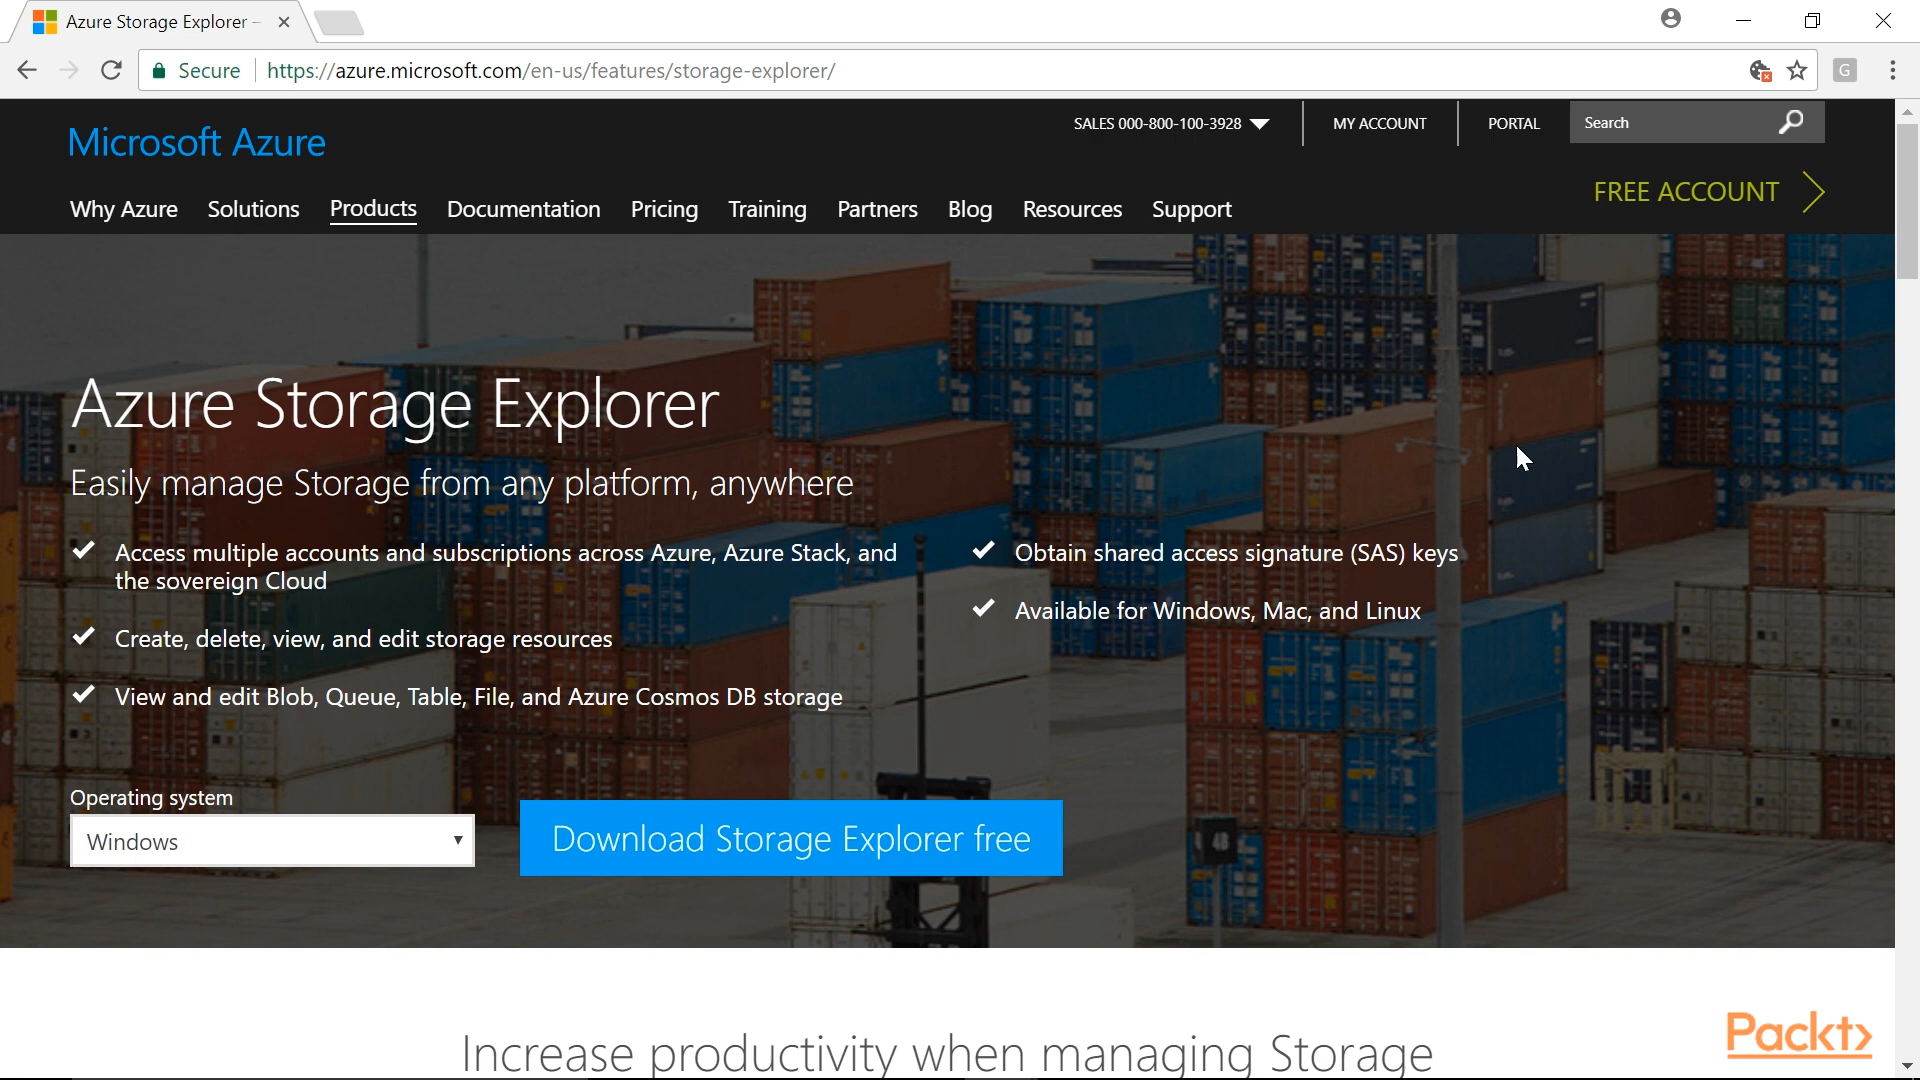 Azure Storage Explorer –
Secure
https://azure.microsoft.com/en-us/features/storage-explorer/
G
Microsoft Azure
SALES 000-800-100-3928
MY ACCOUNT
PORTAL
Search
FREE ACCOUNT
Why Azure Solutions Products Documentation Pricing Training Partners Blog Resources Support
Azure Storage Explorer
Easily manage Storage from any platform, anywhere
Access multiple accounts and subscriptions across Azure, Azure Stack, and
the sovereign Cloud
Create, delete, view, and edit storage resources
View and edit Blob, Queue, Table, File, and Azure Cosmos DB storage
Obtain shared access signature (SAS) keys
Available for Windows, Mac, and Linux
Operating system
Windows
Download Storage Explorer free
48
Increase productivity when managing Storage
Packt>